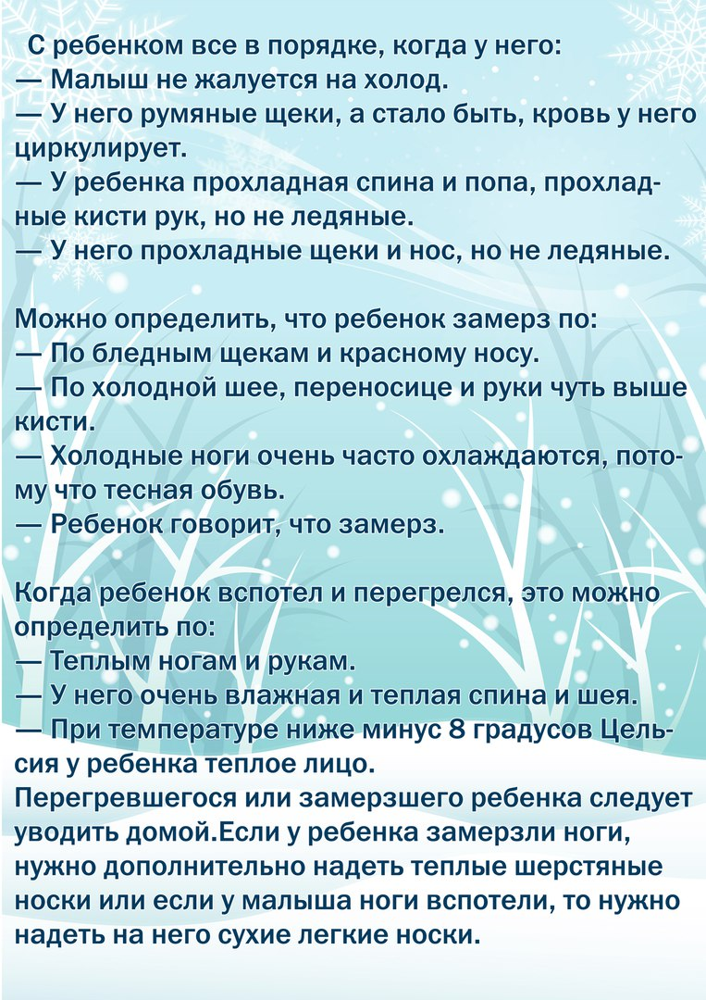 С ребенком все в порядке, когда у него:
— Малыш не жалуется на холод.
— У него румяные щеки, а стало быть, кровь у него
циркулирует.
— У ребенка прохладная спина и попа, прохлад-
ные кисти рук, но не ледяные.
— У него прохладные щеки и нос, но не ледяные.
Можно определить, что ребенок замерз по:
— По бледным щекам и красному носу.
— По холодной шее, переносице и руки чуть выше
кисти.
— Холодные ноги очень часто охлаждаются, пото-
му что тесная обувь.
— Ребенок говорит, что замерз.
Когда ребенок вспотел и перегрелся, это можно
определить по:
— Теплым ногам и рукам.
— У него очень влажная и теплая спина и шея.
— При температуре ниже минус 8 градусов Цель-
сия у ребенка теплое лицо.
Перегревшегося или замерзшего ребенка следует
уводить домой.Если у ребенка замерзли ноги,
нужно дополнительно надеть теплые шерстяные
носки или если у малыша ноги вспотели, то нужно
надеть на него сухие легкие носки.